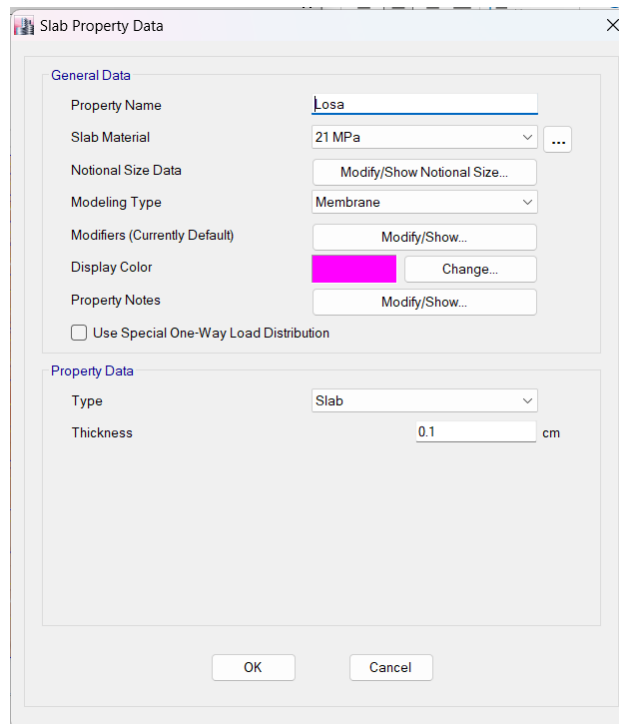 Slab Property Data
General Data
Property Name Losa
Slab Material 21 MPa ...
Notional Size Data Modify/Show Notional Size...
Modeling Type Membrane
Modifiers (Currently Default) Modify/Show...
Display Color Change...
Property Notes Modify/Show...
Use Special One-Way Load Distribution
Property Data
Type Slab
Thickness 0.1 cm
OK Cancel